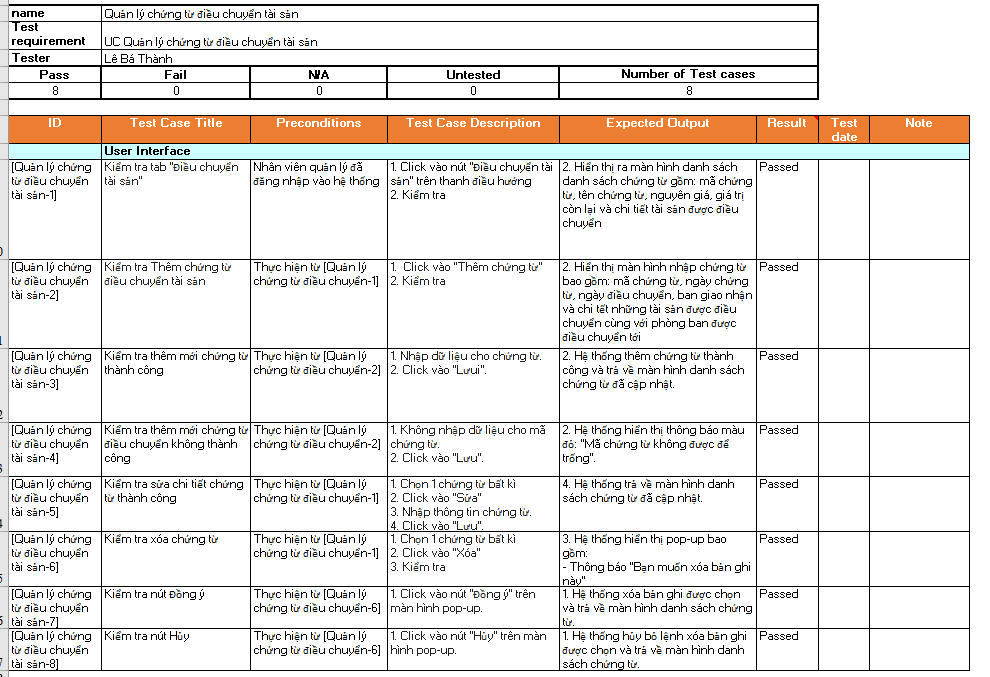 name
Quản lý chứng từ điều chuyển tài sản
Test
requirement
UC Quản lý chứng từ điều chuyển tài sản
Tester
Lê Bá Thành
Pass Fail N/A Untested Number of Test cases
8 0 0 0 8
ID Test Case Title Preconditions Test Case Description Expected Output Result Test date Note
User Interface
[Quản lý chứng
từ điều chuyển
tài sản-1]
Kiểm tra tab "Điều chuyển
tài sản"
Nhân viên quản lý đã
đăng nhập vào hệ thống
1. Click vào nút "Điều chuyển tài
sản" trên thanh điều hướng
2. Kiểm tra
2. Hiển thị ra màn hình danh sách
danh sách chứng từ gồm: mã chứng
từ, tên chứng từ, nguyên giá, giá trị
còn lại và chi tiết tài sản được điều
chuyển
Passed
[Quản lý chứng
từ điều chuyển
tài sản-2]
Kiểm tra Thêm chứng từ
điều chuyển tài sản
Thực hiện từ [Quản lý
chứng từ điều chuyển-1]
1. Click vào "Thêm chứng từ"
2. Kiểm tra
2. Hiển thị màn hình nhập chứng từ
bao gồm: mã chứng từ, ngày chứng
từ, ngày điều chuyển, ban giao nhận
và chi tết những tài sản được điều
chuyển cùng với phòng ban được
điều chuyển tới
Passed
[Quản lý chứng
từ điều chuyển
tài sản-3]
Kiểm tra thêm mới chứng từ
thành công
Thực hiện từ [Quản lý
chứng từ điều chuyển-2]
1. Nhập dữ liệu cho chứng từ.
2. Click vào "Lưuí".
2. Hệ thống thêm chứng từ thành
công và trả về màn hình danh sách
chứng từ đã cập nhật.
Passed
[Quản lý chứng
từ điều chuyển
tài sản-4]
Kiểm tra thêm mới chứng từ
điều chuyển không thành
công
Thực hiện từ [Quản lý
chứng từ điều chuyển-2]
1. Không nhập dữ liệu cho mã
chứng từ.
2. Click vào "Lưu".
2. Hệ thống hiển thị thông báo màu
đỏ: "Mã chứng từ không được để
trống".
Passed
[Quản lý chứng
từ điều chuyển
tài sản-5]
Kiểm tra sửa chi tiết chứng
từ thành công
Thực hiện từ [Quản lý
chứng từ điều chuyển-1]
1. Chọn 1 chứng từ bất kì
2. Click vào "Sửa"
3. Nhập thông tin chứng từ.
4. Click vào "Lưu".
4. Hệ thống trả về màn hình danh
sách chứng từ đã cập nhật.
Passed
[Quản lý chứng
từ điều chuyển
tài sản-6]
Kiểm tra xóa chứng từ
Thực hiện từ [Quản lý
chứng từ điều chuyển-1]
1. Chọn 1 chứng từ bất kì
2. Click vào "Xóa"
3. Kiểm tra
3. Hệ thống hiển thị pop-up bao
gồm:
- Thông báo "Bạn muốn xóa bản ghi
này"
Passed
[Quản lý chứng
từ điều chuyển
tài sản-7]
Kiểm tra nút Đồng ý
Thực hiện từ [Quản lý
chứng từ điều chuyển-6]
1. Click vào nút "Đồng ý" trên
màn hình pop-up.
1. Hệ thống xóa bản ghi được chọn
và trả về màn hình danh sách chứng
từ.
Passed
[Quản lý chứng
từ điều chuyển
tài sản-8]
Kiểm tra nút Hủy
Thực hiện từ [Quản lý
chứng từ điều chuyển-6]
1. Click vào nút "Hủy" trên màn
hình pop-up.
1. Hệ thống hủy bỏ lệnh xóa bản ghi
được chọn và trả về màn hình danh
sách chứng từ.
Passed